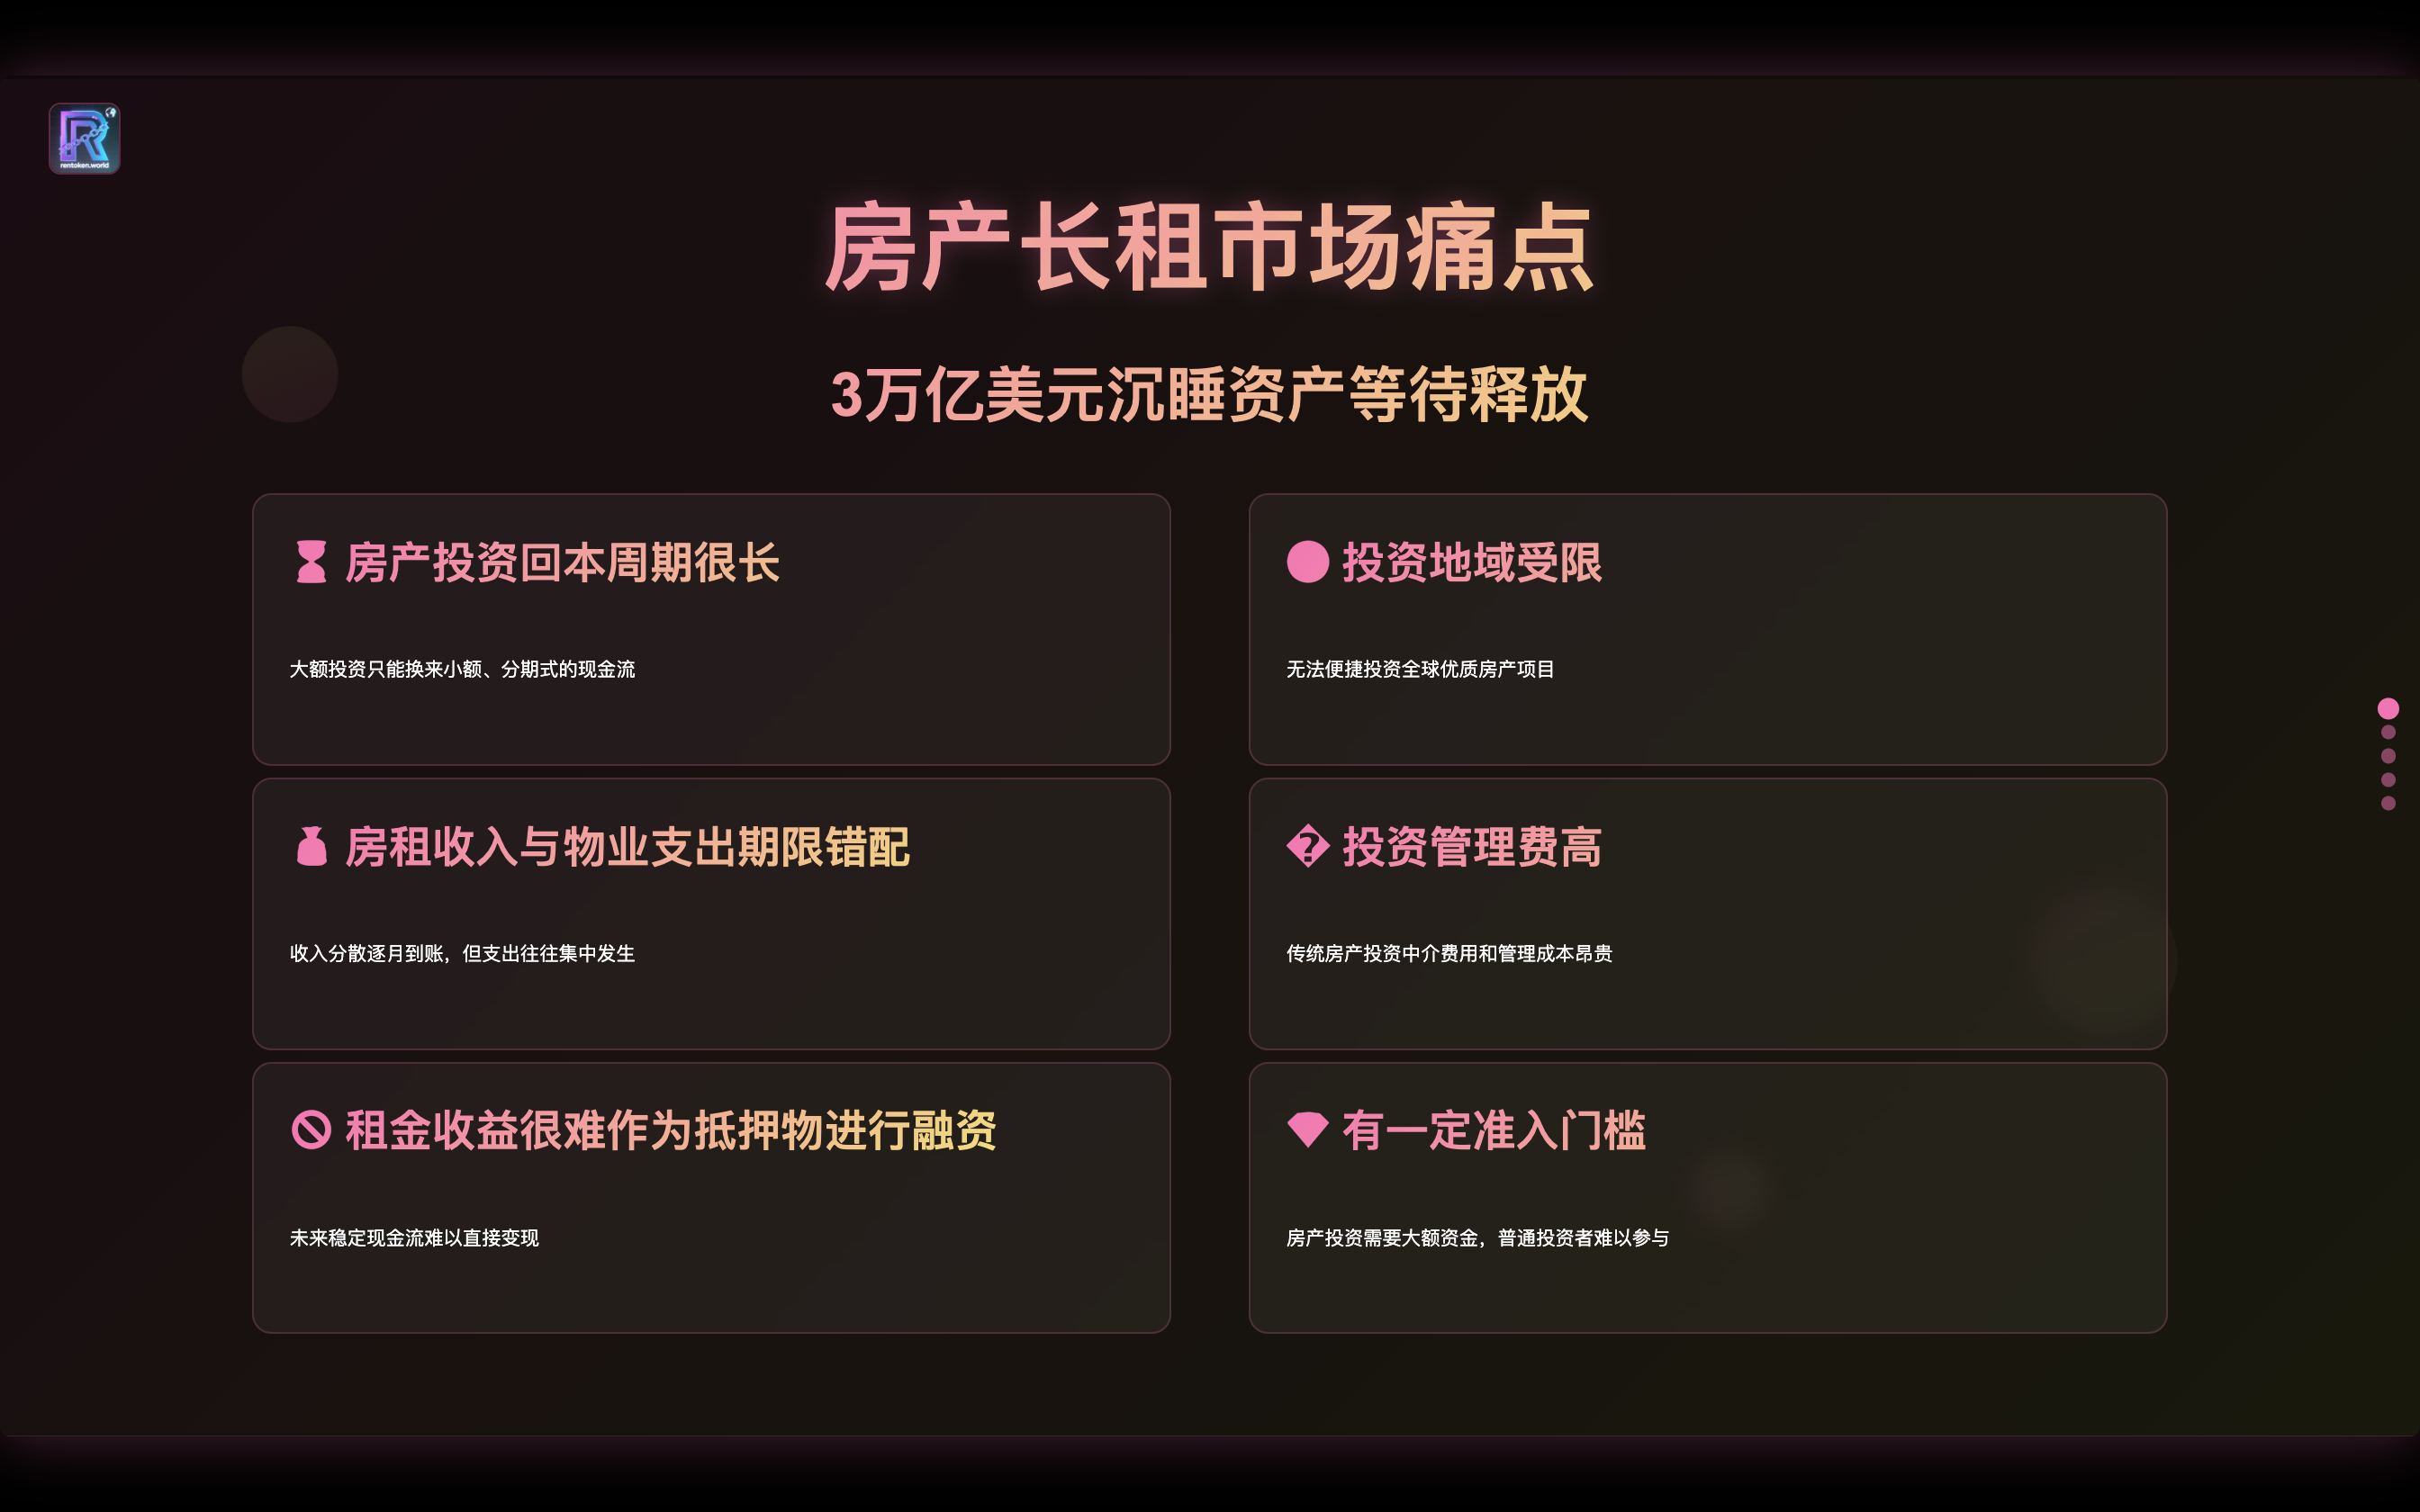 rentoken.world
房产长租市场痛点
3万亿美元沉睡资产等待释放
房产投资回本周期很长
大额投资只能换来小额、分期式的现金流
投资地域受限
无法便捷投资全球优质房产项目
房租收入与物业支出期限错配
收入分散逐月到账，但支出往往集中发生
投资管理费高
传统房产投资中介费用和管理成本昂贵
租金收益很难作为抵押物进行融资
未来稳定现金流难以直接变现
有一定准入门槛
房产投资需要大额资金，普通投资者难以参与